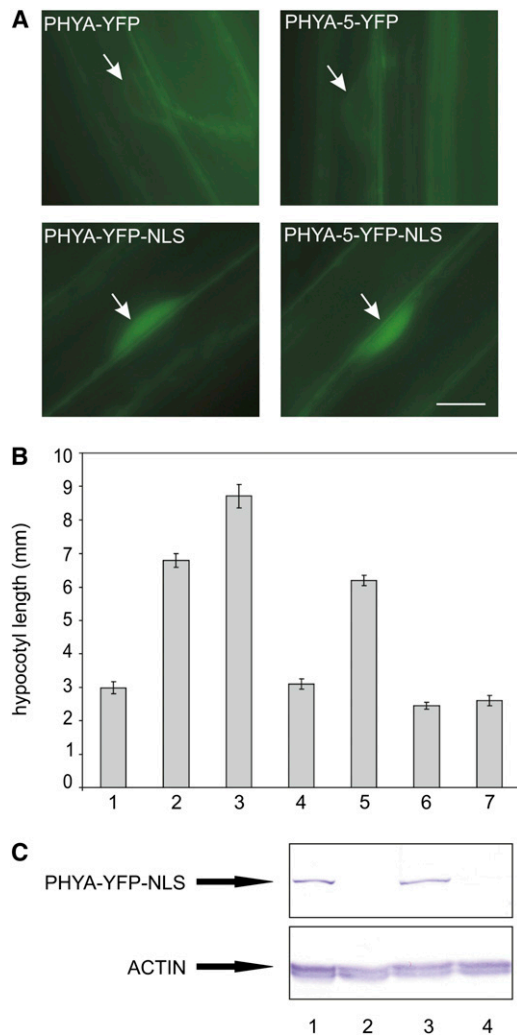 A
PHYA-YFP
PHYA-5-YFP
PHYA-YFP-NLS
PHYA-5-YFP-NLS
B
hypocotyl length (mm)
10
9
8
7
6
5
4
3
2
1
0
1 2 3 4 5 6 7
C
PHYA-YFP-NLS
ACTIN
1 2 3 4